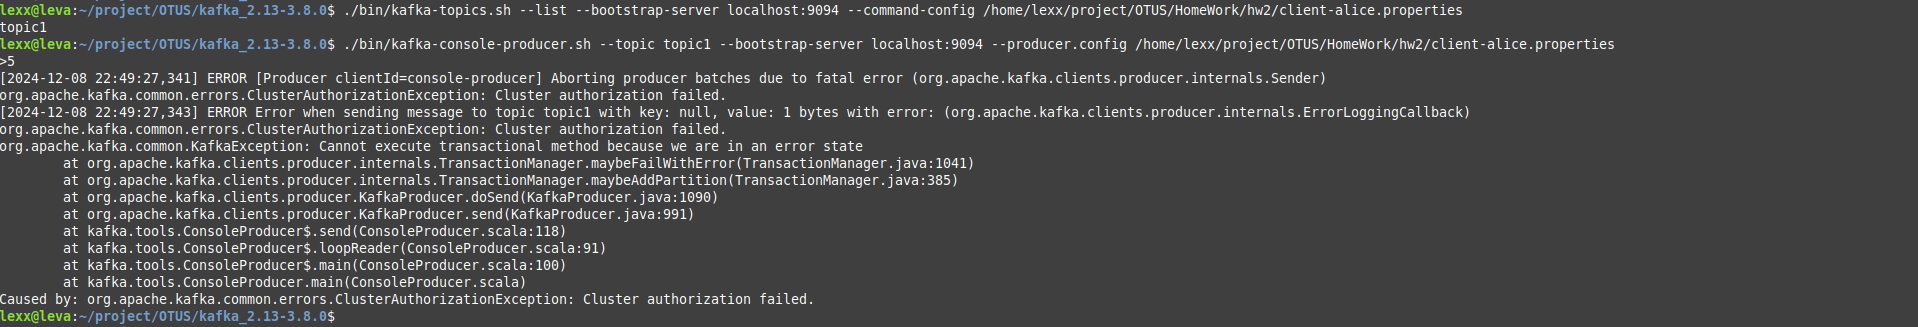 lexx@leva:~/project/OTUS/kafka_2.13-3.8.0$ ./bin/kafka-topics.sh --list --bootstrap-server localhost:9094 --command-config /home/lexx/project/OTUS/HomeWork/hw2/client-alice.properties
topic1
lexx@leva:~/project/OTUS/kafka_2.13-3.8.0$ ./bin/kafka-console-producer.sh --topic topic1 --bootstrap-server localhost:9094 --producer.config /home/lexx/project/OTUS/HomeWork/hw2/client-alice.properties
>5
[2024-12-08 22:49:27,341] ERROR [Producer clientId=console-producer] Aborting producer batches due to fatal error (org.apache.kafka.clients.producer.internals.Sender)
org.apache.kafka.common.errors.ClusterAuthorizationException: Cluster authorization failed.
[2024-12-08 22:49:27,343] ERROR Error when sending message to topic topic1 with key: null, value: 1 bytes with error: (org.apache.kafka.clients.producer.internals.ErrorLoggingCallback)
org.apache.kafka.common.errors.ClusterAuthorizationException: Cluster authorization failed.
org.apache.kafka.common.KafkaException: Cannot execute transactional method because we are in an error state
        at org.apache.kafka.clients.producer.internals.TransactionManager.maybeFailWithError(TransactionManager.java:1041)
        at org.apache.kafka.clients.producer.internals.TransactionManager.maybeAddPartition(TransactionManager.java:385)
        at org.apache.kafka.clients.producer.KafkaProducer.doSend(KafkaProducer.java:1090)
        at org.apache.kafka.clients.producer.KafkaProducer.send(KafkaProducer.java:991)
        at kafka.tools.ConsoleProducer$.send(ConsoleProducer.scala:118)
        at kafka.tools.ConsoleProducer$.loopReader(ConsoleProducer.scala:91)
        at kafka.tools.ConsoleProducer$.main(ConsoleProducer.scala:100)
        at kafka.tools.ConsoleProducer.main(ConsoleProducer.scala)
Caused by: org.apache.kafka.common.errors.ClusterAuthorizationException: Cluster authorization failed.
lexx@leva:~/project/OTUS/kafka_2.13-3.8.0$